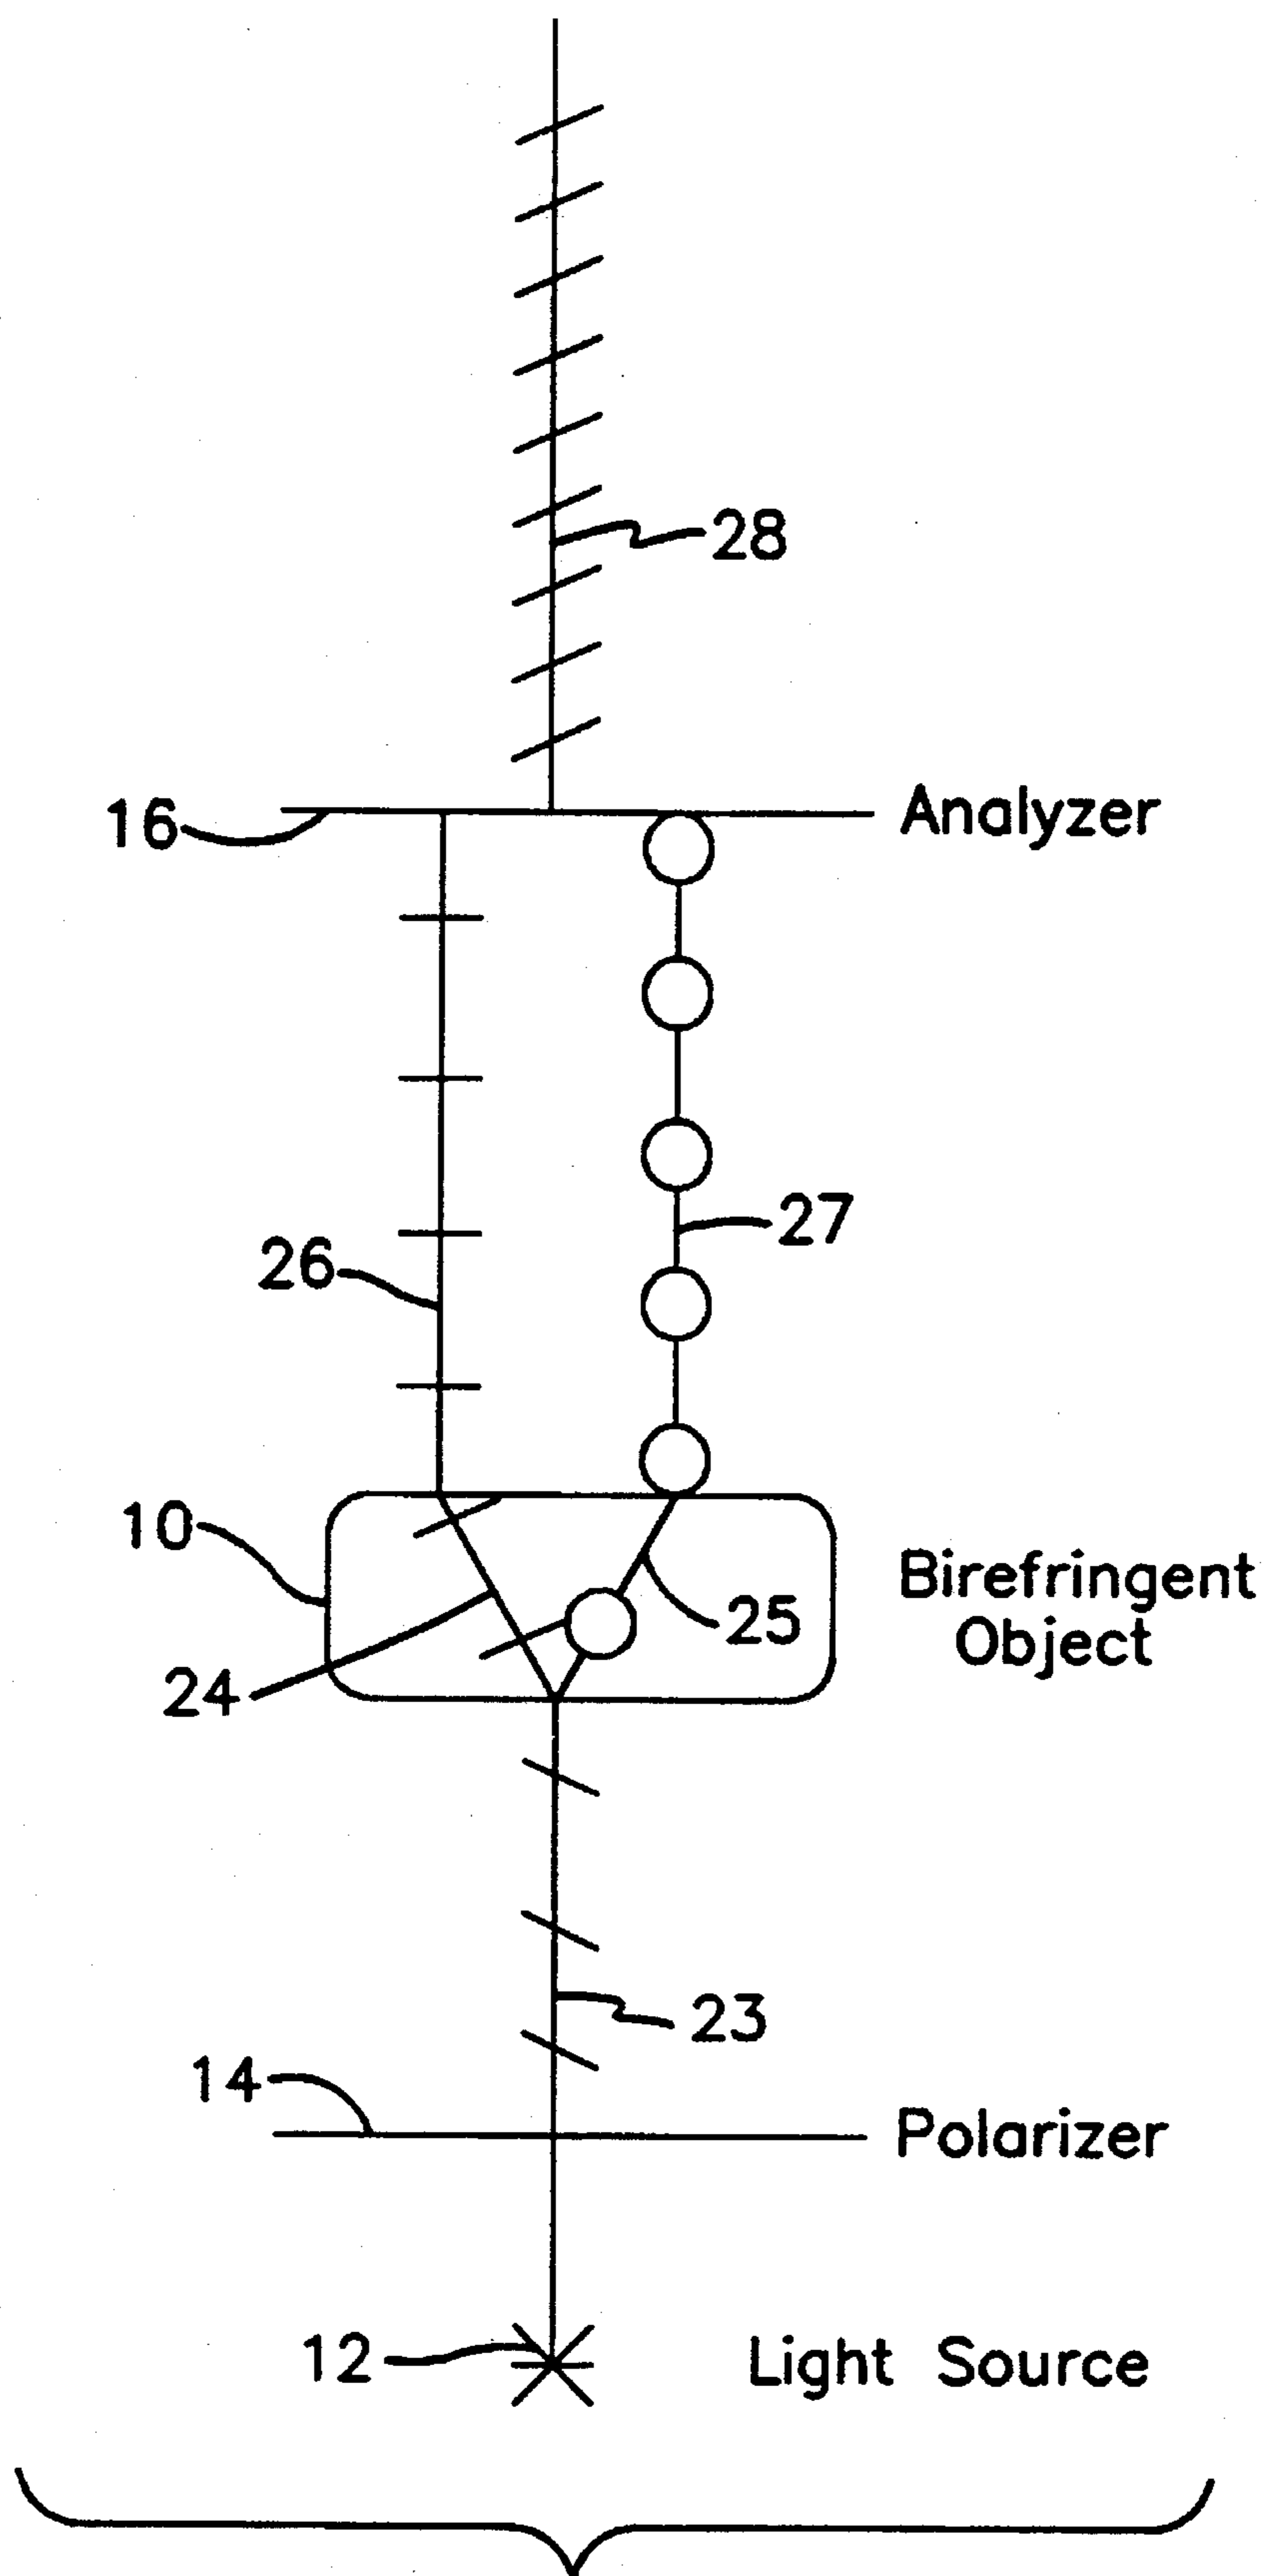 28
16
Analyzer
27
26
10
Birefringent
Object
25
24
23
14
Polarizer
12
Light Source